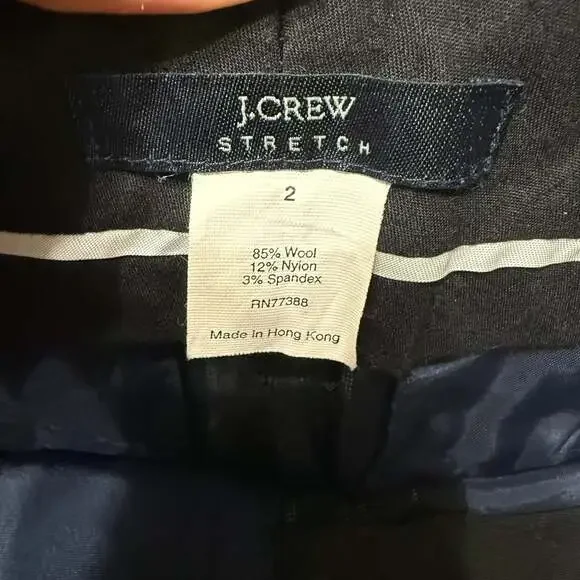 J.CREW
STRETCH
2
85% Wool
12% Nylon
3% Spandex
RN77388
Made in Hong Kong